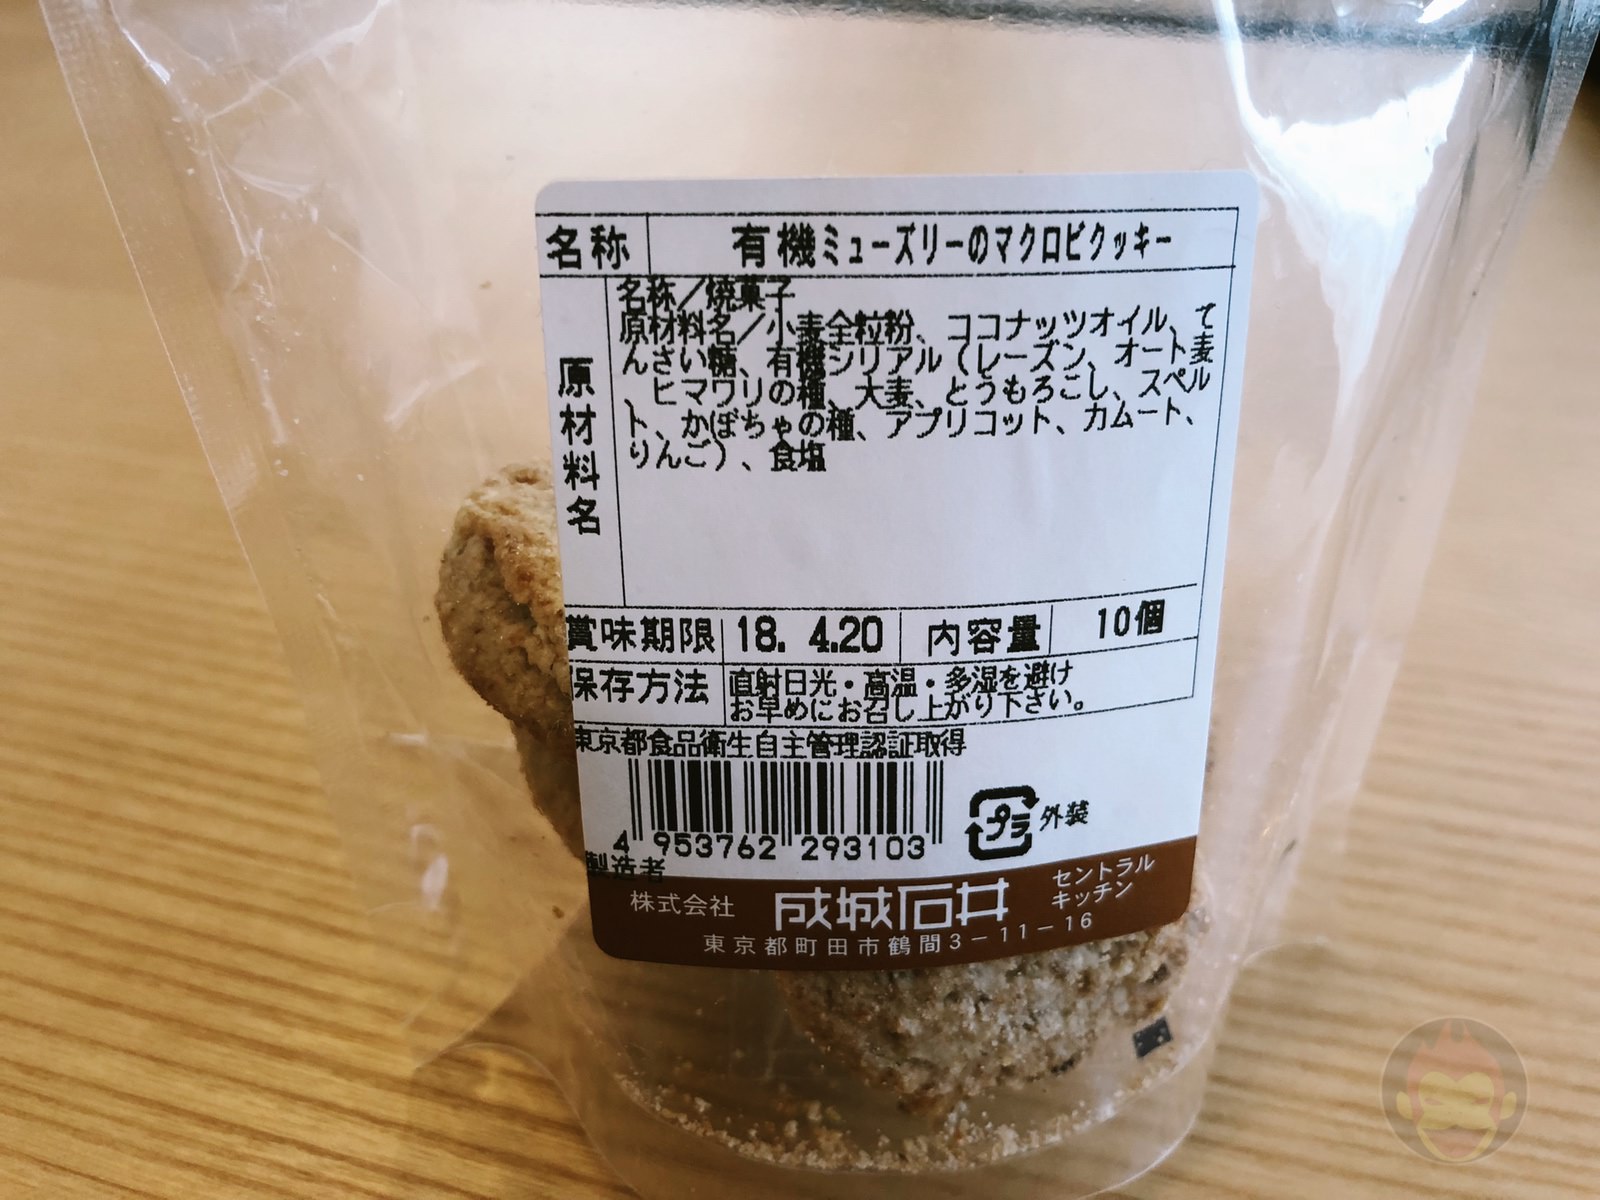 名称 有機ミューズリーのマクロビクッキー
原材料名
名称／焼菓子
原材料名／小麦全粒粉、ココナッツオイル、て
んさい糖、有機シリアル（レーズン、オート麦
、ヒマワリの種、大麦、とうもろこし、スペル
ト、かぼちゃの種、アプリコット、カムート、
りんご）、食塩
賞味期限 18. 4.20 内容量 10個
保存方法 直射日光・高温・多湿を避け
お早めにお召し上がり下さい。
東京都食品衛生自主管理認証取得
4 953762 293103
プラ 外装
製造者
株式会社 成城石井 セントラル
キッチン
東京都町田市鶴間3－11－16